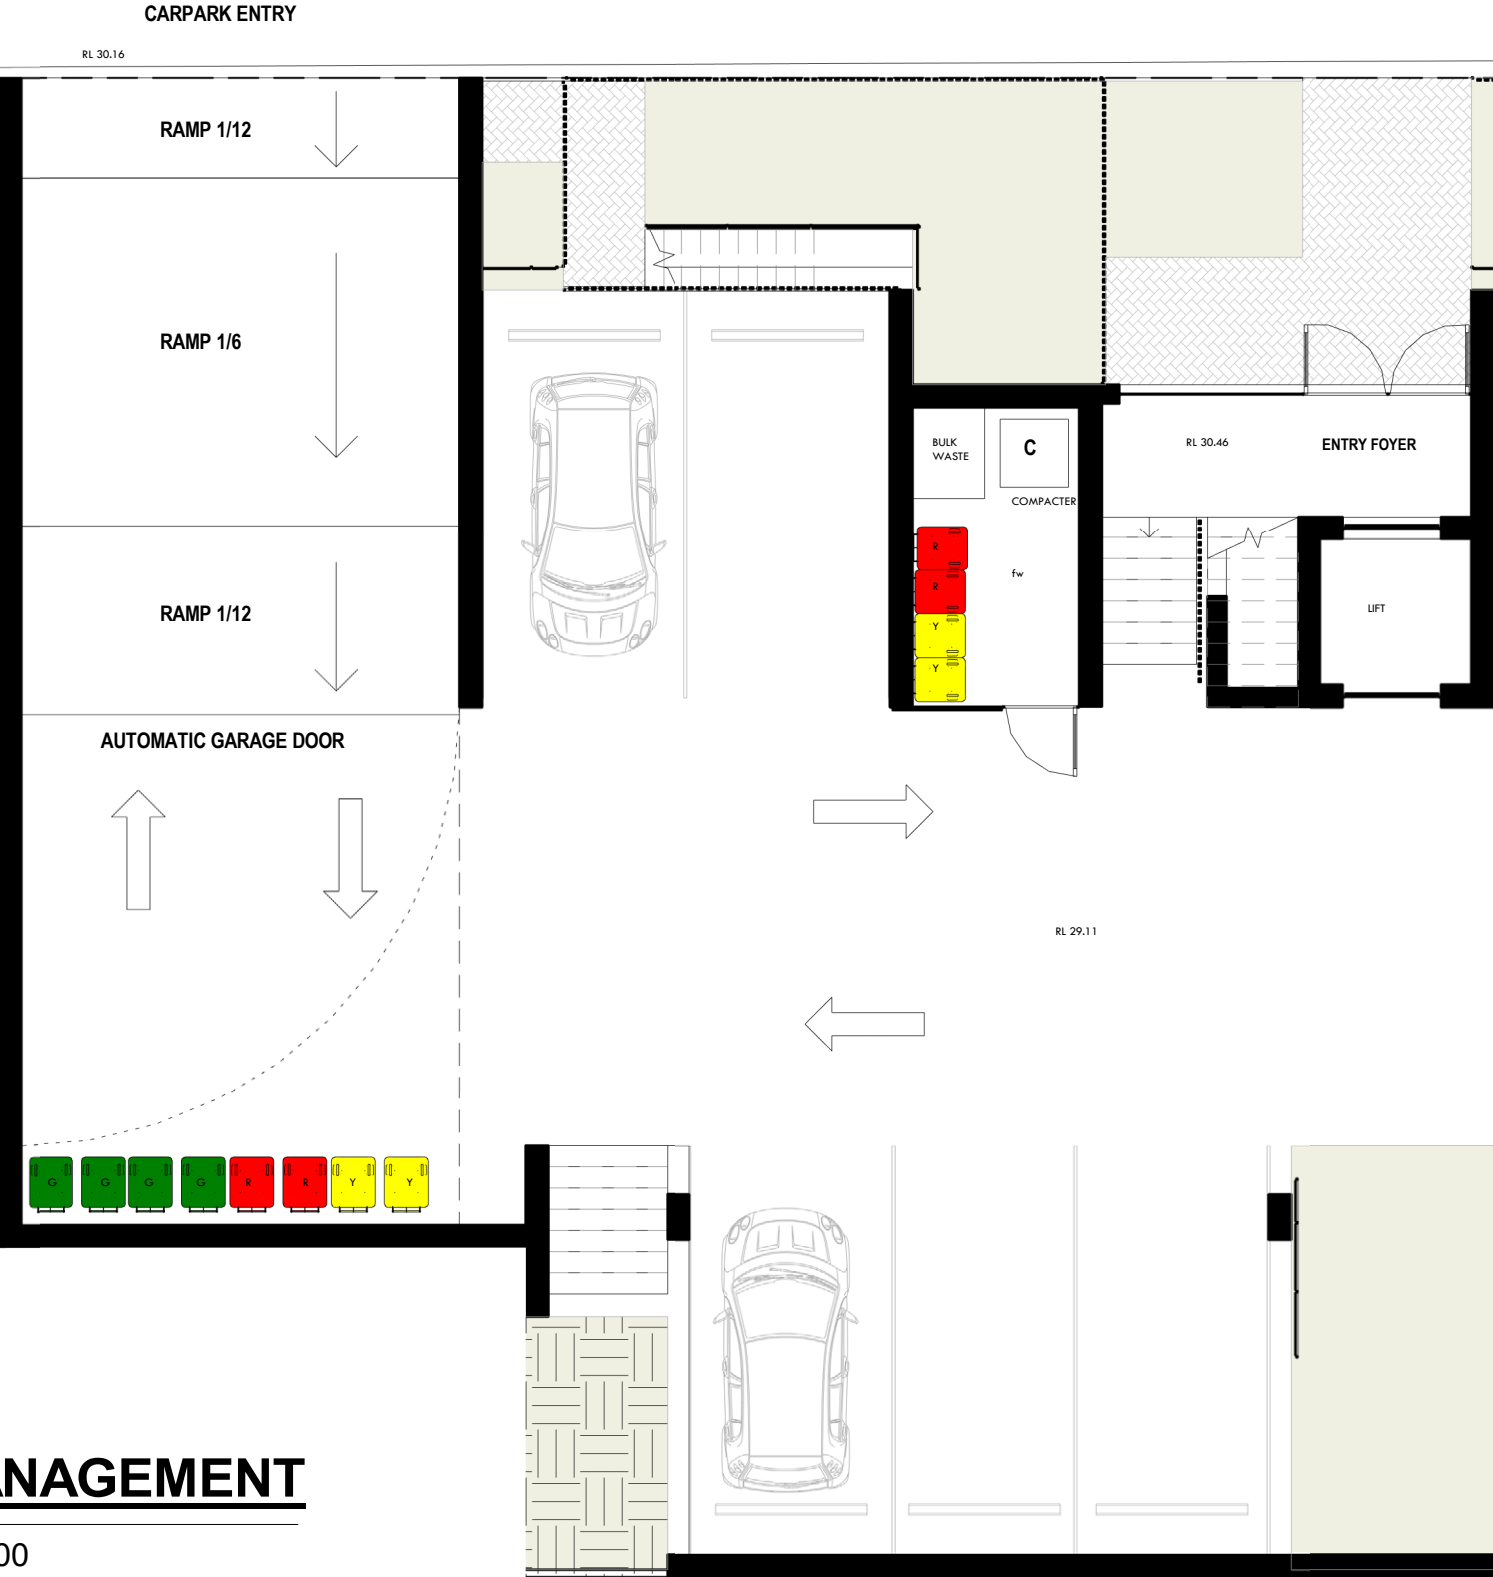 CARPARK ENTRY
RL 30.16
RAMP 1/12
RAMP 1/6
BULK
WASTE
C
COMPACTER
RL 30.46
ENTRY FOYER
R
fw
R
RAMP 1/12
LIFT
Y
Y
AUTOMATIC GARAGE DOOR
RL 29.11
G G G G R R Y Y
ANAGEMENT
00